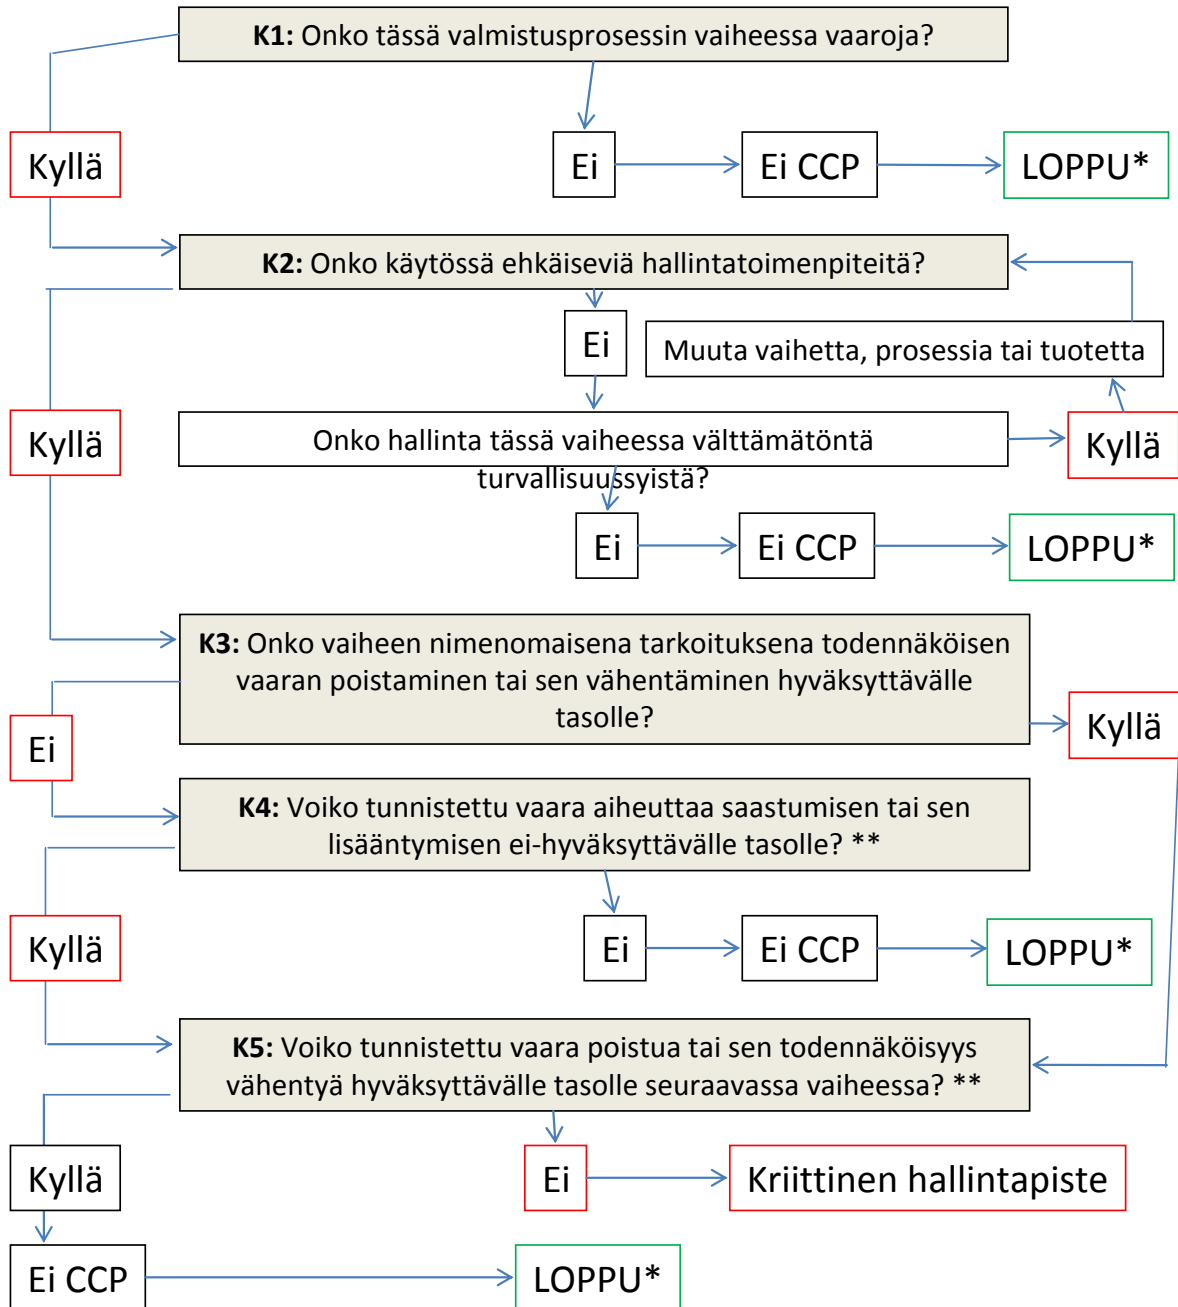 K1: Onko tässä valmistusprosessin vaiheessa vaaroja?
Kyllä
Ei
Ei CCP
LOPPU*
K2: Onko käytössä ehkäiseviä hallintatoimenpiteitä?
Ei
Muuta vaihetta, prosessia tai tuotetta
Kyllä
Onko hallinta tässä vaiheessa välttämätöntä
turvallisuussyistä?
Kyllä
Ei
Ei CCP
LOPPU*
K3: Onko vaiheen nimenomaisena tarkoituksena todennäköisen
vaaran poistaminen tai sen vähentäminen hyväksyttävälle
tasolle?
Kyllä
Ei
K4: Voiko tunnistettu vaara aiheuttaa saastumisen tai sen
lisääntymisen ei-hyväksyttävälle tasolle? **
Kyllä
Ei
Ei CCP
LOPPU*
K5: Voiko tunnistettu vaara poistua tai sen todennäköisyys
vähentyä hyväksyttävälle tasolle seuraavassa vaiheessa? **
Kyllä
Ei
Kriittinen hallintapiste
Ei CCP
LOPPU*